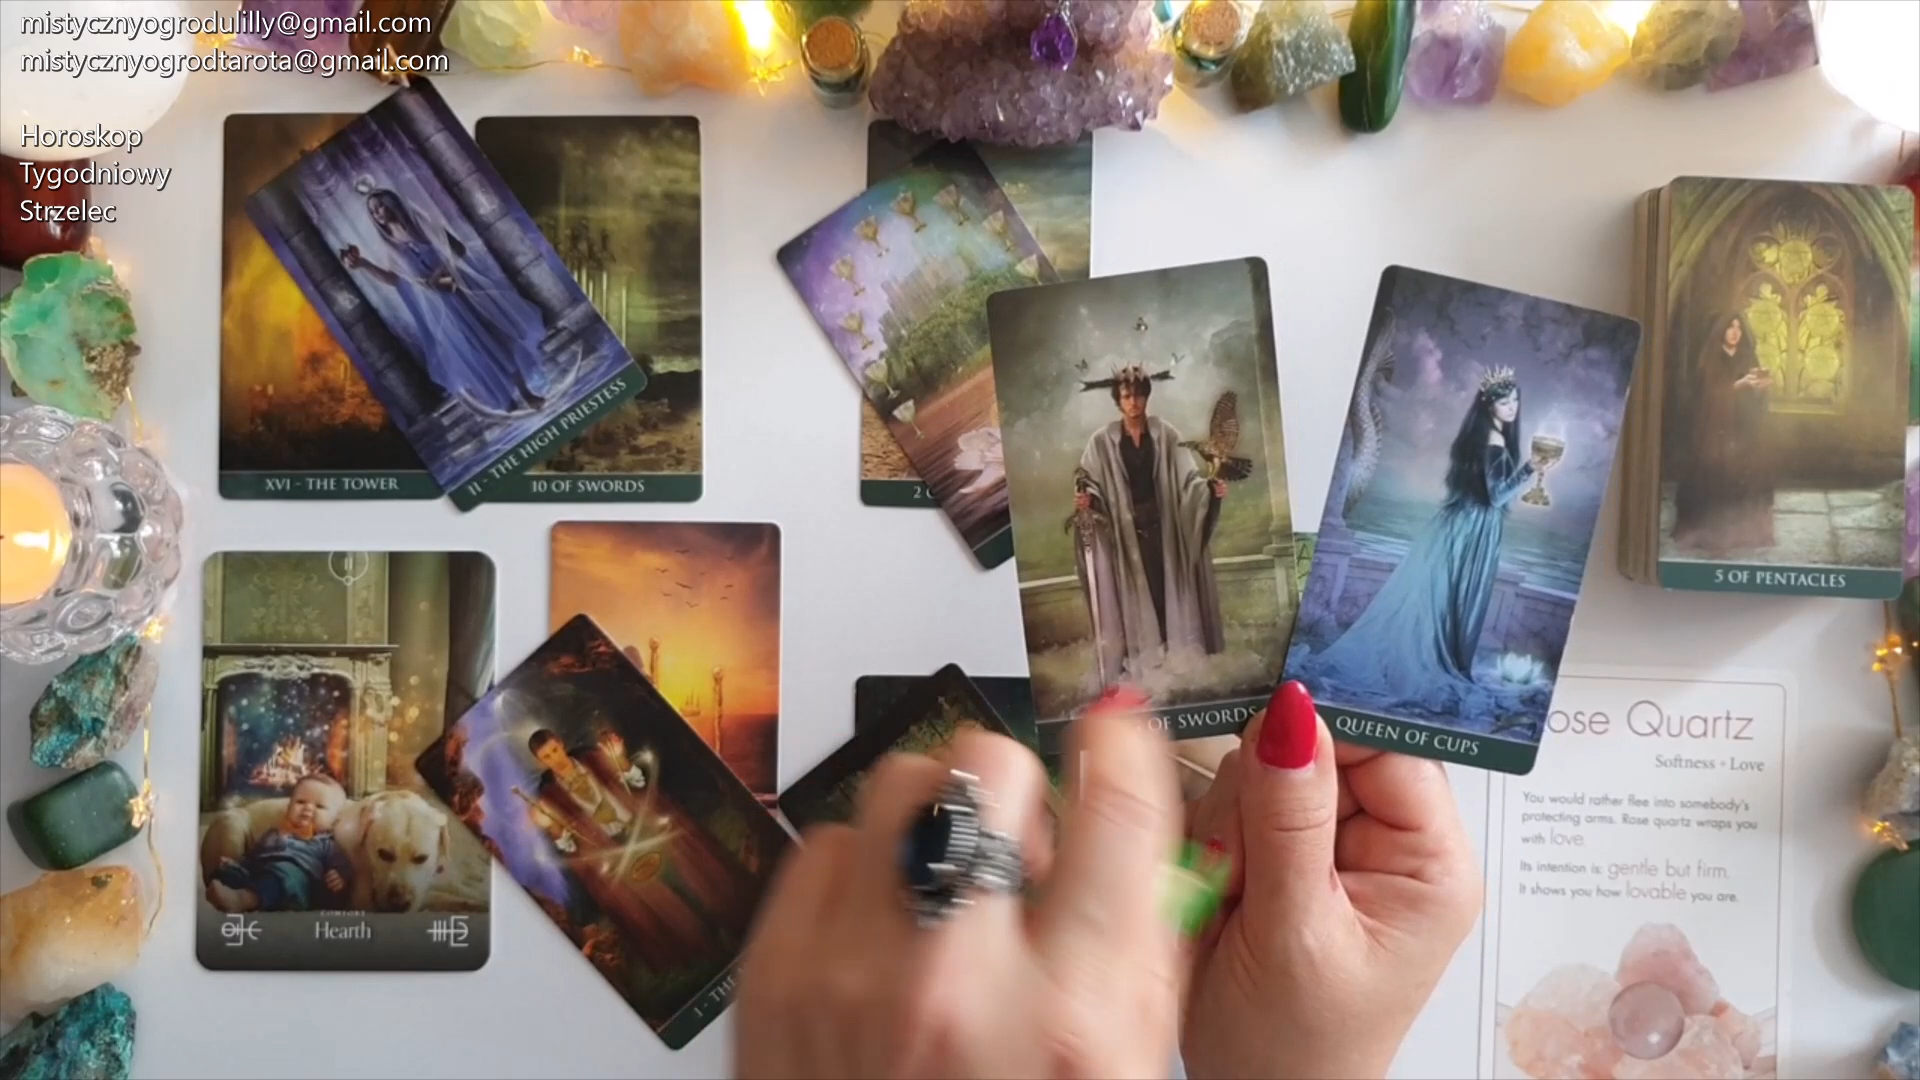 mistycznyogrodulilly@gmail.com
mistycznyogrodtarota@gmail.com
Horoskop
Tygodniowy
Strzelec
XVI - THE TOWER
II - THE HIGH PRIESTESS
10 OF SWORDS
2
OF SWORDS
QUEEN OF CUPS
5 OF PENTACLES
Hearth
I - THE
Quartz
Softness + Love
You would rather flee into somebody's
protecting arms. Rose quartz wraps you
with love.
Its intention is: gentle but firm.
It shows you how lovable you are.